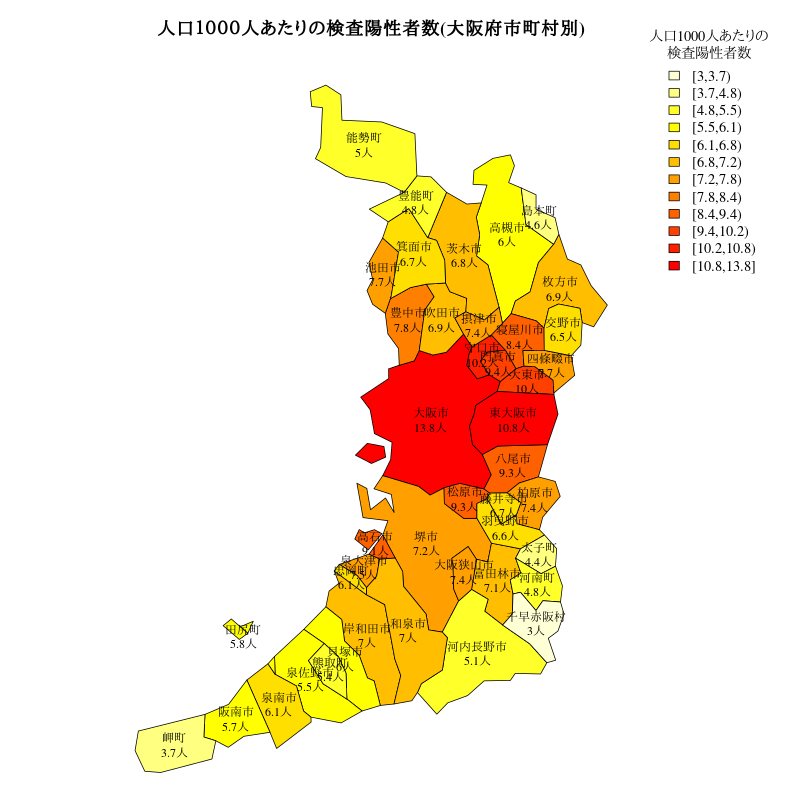 人口1000人あたりの検査陽性者数(大阪府市町村別)
人口1000人あたりの
検査陽性者数
[3,3.7)
[3.7,4.8)
[4.8,5.5)
[5.5,6.1)
[6.1,6.8)
[6.8,7.2)
[7.2,7.8)
[7.8,8.4)
[8.4,9.4)
[9.4,10.2)
[10.2,10.8)
[10.8,13.8]
能勢町
5人
豊能町
4.8人
島本町
4.6人
高槻市
6人
箕面市
6.7人
茨木市
6.8人
池田市
7.7人
枚方市
6.9人
豊中市
7.8人
吹田市
6.9人
摂津市
7.4人
寝屋川市
8.4人
交野市
6.5人
守口市
10.2人
門真市
9.4人
四條畷市
7.7人
大東市
10人
大阪市
13.8人
東大阪市
10.8人
八尾市
9.3人
松原市
9.3人
藤井寺市
6.7人
柏原市
7.4人
羽曳野市
6.6人
高石市
9.4人
堺市
7.2人
太子町
4.4人
泉大津市
7.5人
忠岡町
6.1人
大阪狭山市
7.4人
富田林市
7.1人
河南町
4.8人
千早赤阪村
3人
田尻町
5.8人
岸和田市
7人
和泉市
7人
河内長野市
5.1人
貝塚市
6人
熊取町
5.4人
泉佐野市
5.5人
泉南市
6.1人
阪南市
5.7人
岬町
3.7人